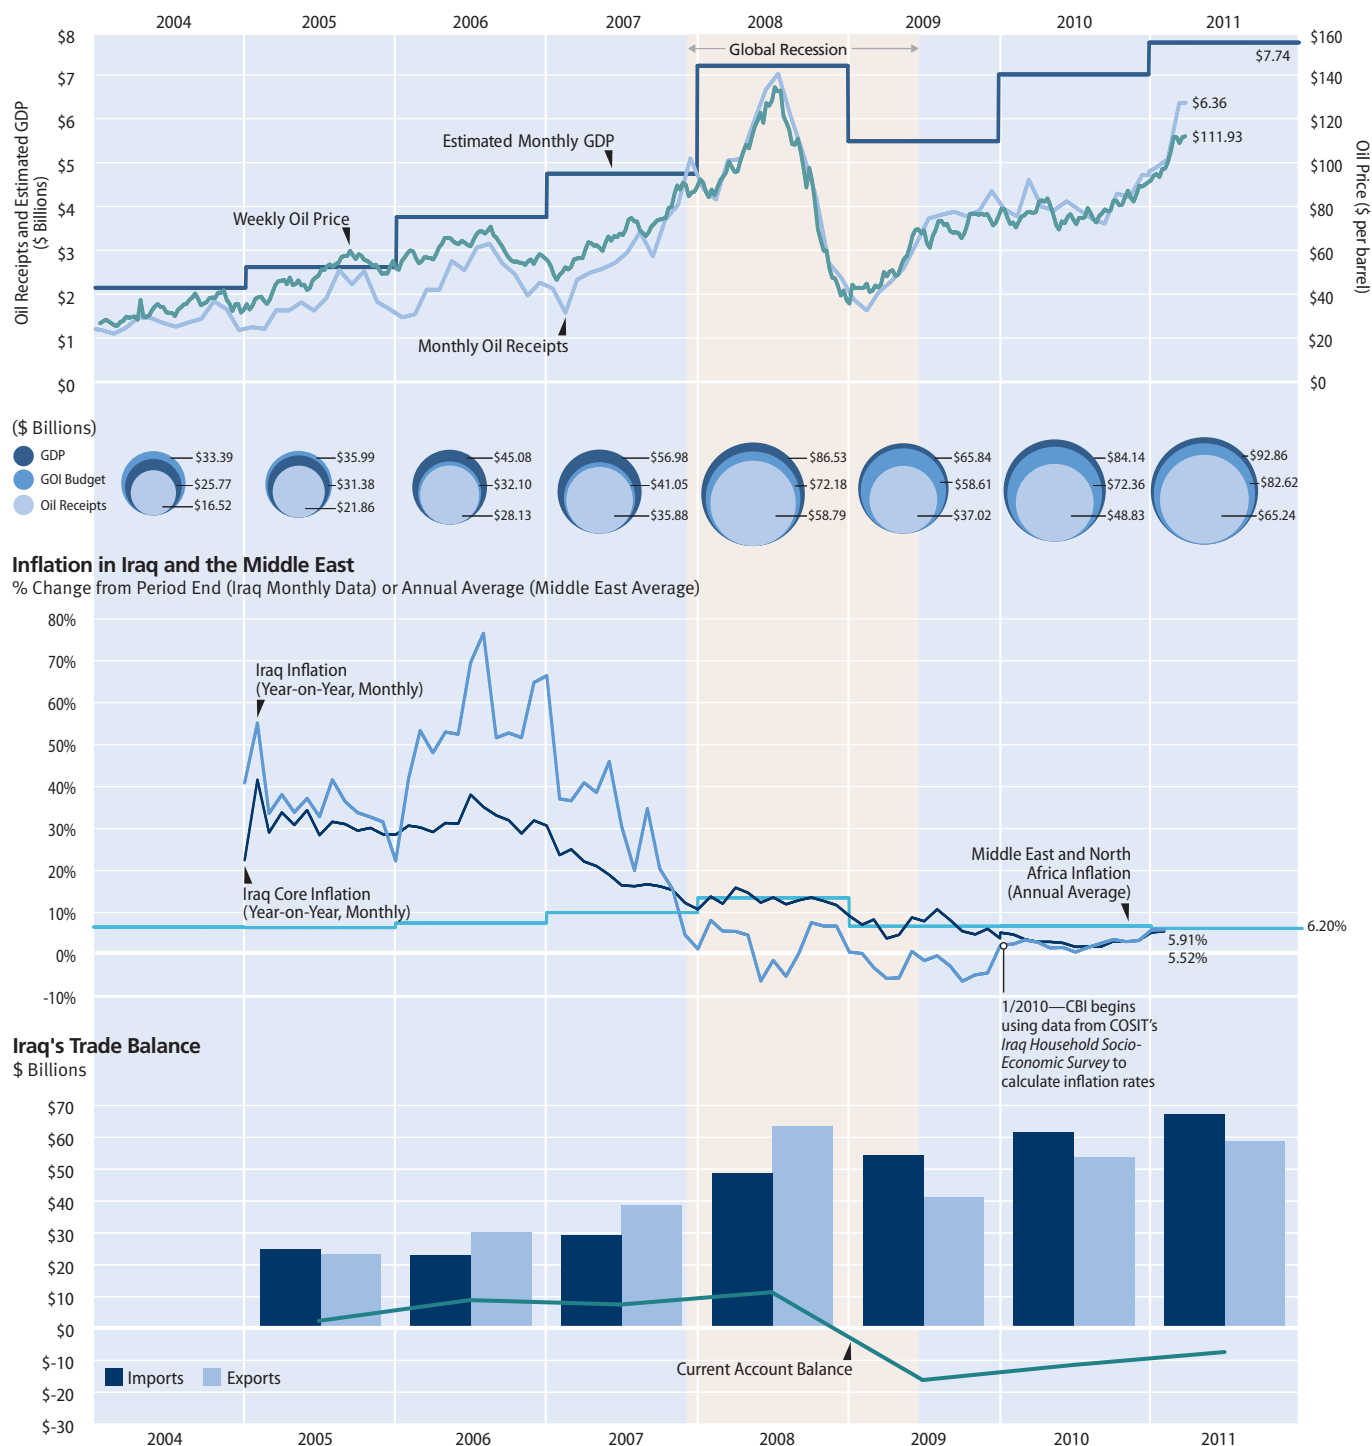 2004 2005 2006 2007 2008 2009 2010 2011
Oil Receipts and Estimated GDP
($ Billions)
$8
$7
$6
$5
$4
$3
$2
$1
$0
Global Recession
Estimated Monthly GDP
Weekly Oil Price
Monthly Oil Receipts
$7.74
$6.36
$111.93
$160
$140
$120
$100
$80
$60
$40
$20
$0
Oil Price ($ per barrel)
($ Billions)
GDP
GOI Budget
Oil Receipts
$33.39
$25.77
$16.52
$35.99
$31.38
$21.86
$45.08
$32.10
$28.13
$56.98
$41.05
$35.88
$86.53
$72.18
$58.79
$65.84
$58.61
$37.02
$84.14
$72.36
$48.83
$92.86
$82.62
$65.24
Inflation in Iraq and the Middle East
% Change from Period End (Iraq Monthly Data) or Annual Average (Middle East Average)
80%
70%
60%
50%
40%
30%
20%
10%
0%
-10%
Iraq Inflation
(Year-on-Year, Monthly)
Iraq Core Inflation
(Year-on-Year, Monthly)
Middle East and North
Africa Inflation
(Annual Average)
6.20%
5.91%
5.52%
1/2010—CBI begins
using data from COSIT's
Iraq Household Socio-
Economic Survey to
calculate inflation rates
Iraq's Trade Balance
$ Billions
$70
$60
$50
$40
$30
$20
$10
$0
$-10
$-20
$-30
Imports
Exports
Current Account Balance
2004 2005 2006 2007 2008 2009 2010 2011